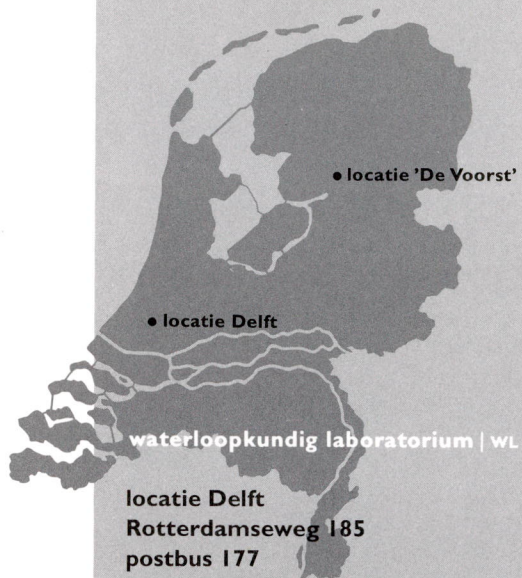 • locatie 'De Voorst'
• locatie Delft
waterloopkundig laboratorium | WL
locatie Delft
Rotterdamseweg 185
postbus 177